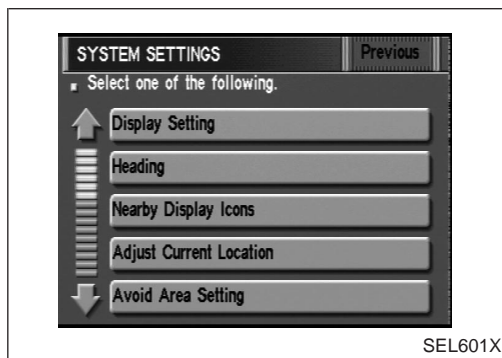 SYSTEM SETTINGS Previous
Select one of the following.
Display Setting
Heading
Nearby Display Icons
Adjust Current Location
Avoid Area Setting
SEL601X